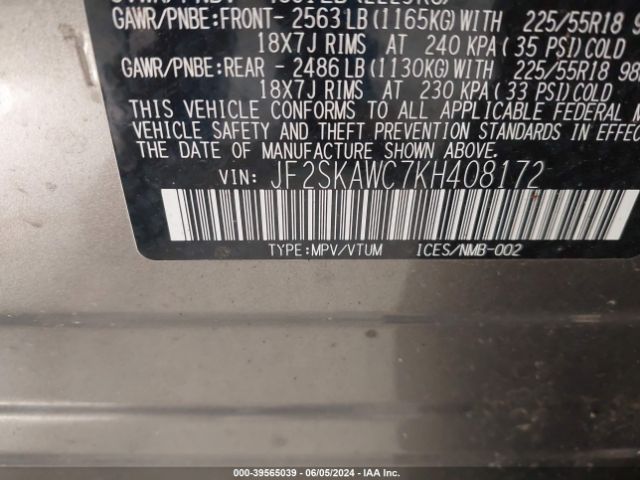 GAWR/PNBE:FRONT- 2563 LB (1165KG) WITH 225/55R18 9
18X7J RIMS AT 240 KPA ( 35 PSI) COLD
GAWR/PNBE:REAR - 2486 LB (1130KG) WITH 225/55R18 98
18X7J RIMS AT 230 KPA ( 33 PSI) COLD
THIS VEHICLE CONFORMS TO ALL APPLICABLE FEDERAL M
VEHICLE SAFETY AND THEFT PREVENTION STANDARDS IN EFFEC
THE DATE OF MANUFACTURE SHOWN ABOVE.
VIN: JF2SKAWC7KH408172
TYPE:MPV/VTUM ICES/NMB-002
000-39565039 - 06/05/2024 - IAA, Inc.